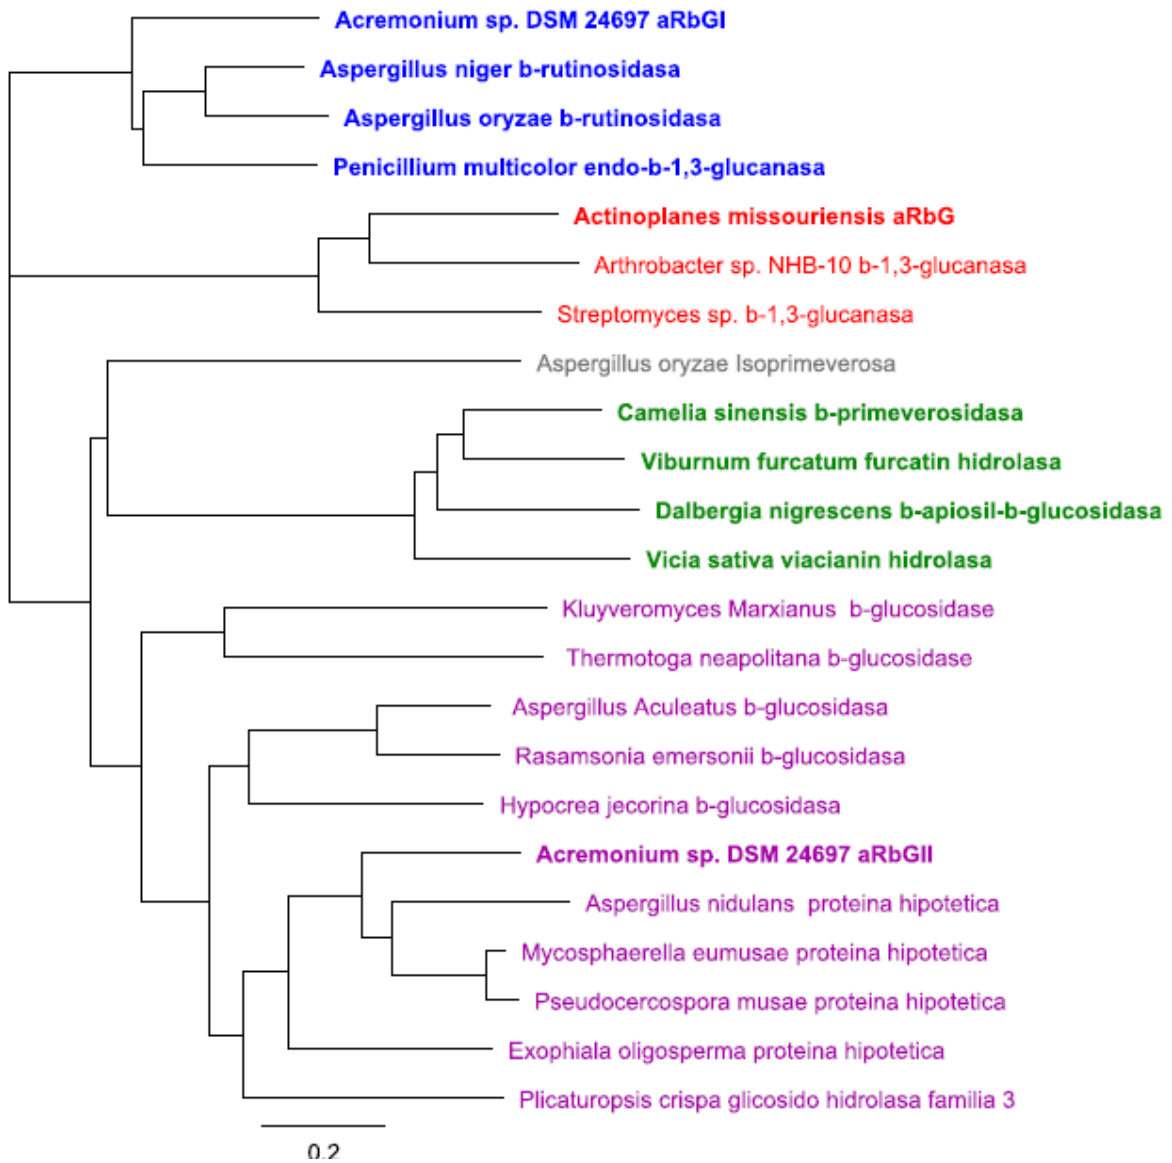 Acremonium sp. DSM 24697 aRbGI
Aspergillus niger b-rutinosidasa
Aspergillus oryzae b-rutinosidasa
Penicillium multicolor endo-b-1,3-glucanasa
Actinoplanes missouriensis aRbG
Arthrobacter sp. NHB-10 b-1,3-glucanasa
Streptomyces sp. b-1,3-glucanasa
Aspergillus oryzae Isoprimeverosa
Camelia sinensis b-primeverosidasa
Viburnum furcatum furcatin hidrolasa
Dalbergia nigrescens b-apiosil-b-glucosidasa
Vicia sativa viacianin hidrolasa
Kluyveromyces Marxianus b-glucosidase
Thermotoga neapolitana b-glucosidase
Aspergillus Aculeatus b-glucosidasa
Rasamsonia emersonii b-glucosidasa
Hypocrea jecorina b-glucosidasa
Acremonium sp. DSM 24697 aRbGII
Aspergillus nidulans proteina hipotetica
Mycosphaerella eumusae proteina hipotetica
Pseudocercospora musae proteina hipotetica
Exophiala oligosperma proteina hipotetica
Plicaturopsis crispa glicosido hidrolasa familia 3
0.2